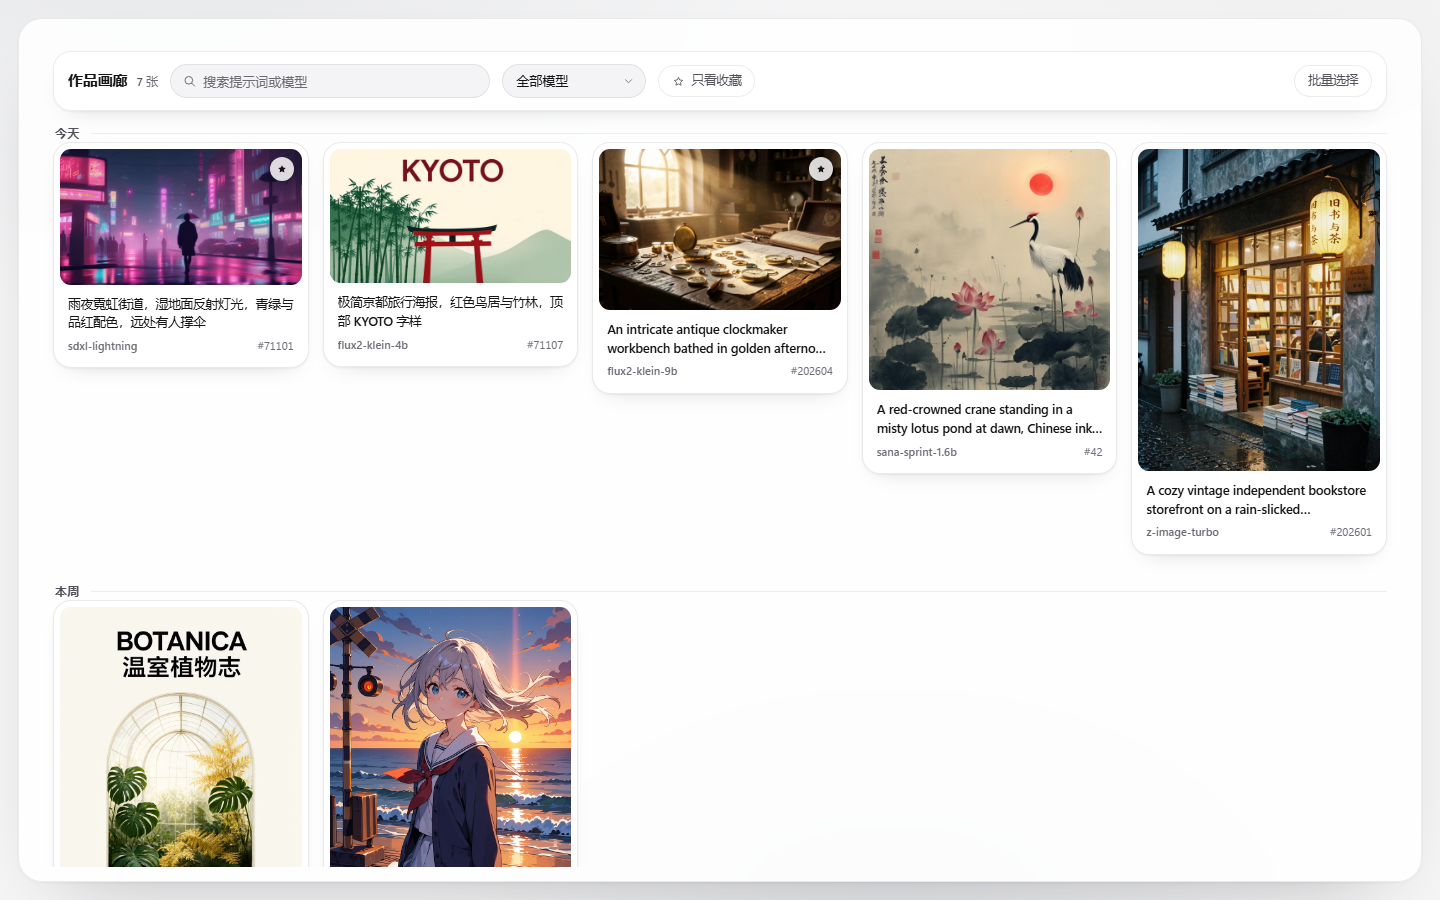 作品画廊 7 张 搜索提示词或模型 全部模型 只看收藏 批量选择
今天
雨夜霓虹街道，湿地面反射灯光，青绿与
品红配色，远处有人撑伞
sdxl-lightning #71101
KYOTO
极简京都旅行海报，红色鸟居与竹林，顶
部 KYOTO 字样
flux2-klein-4b #71107
An intricate antique clockmaker
workbench bathed in golden afterno...
flux2-klein-9b #202604
A red-crowned crane standing in a
misty lotus pond at dawn, Chinese ink...
sana-sprint-1.6b #42
旧书与茶
旧书与茶
A cozy vintage independent bookstore
storefront on a rain-slicked...
z-image-turbo #202601
本周
BOTANICA
温室植物志